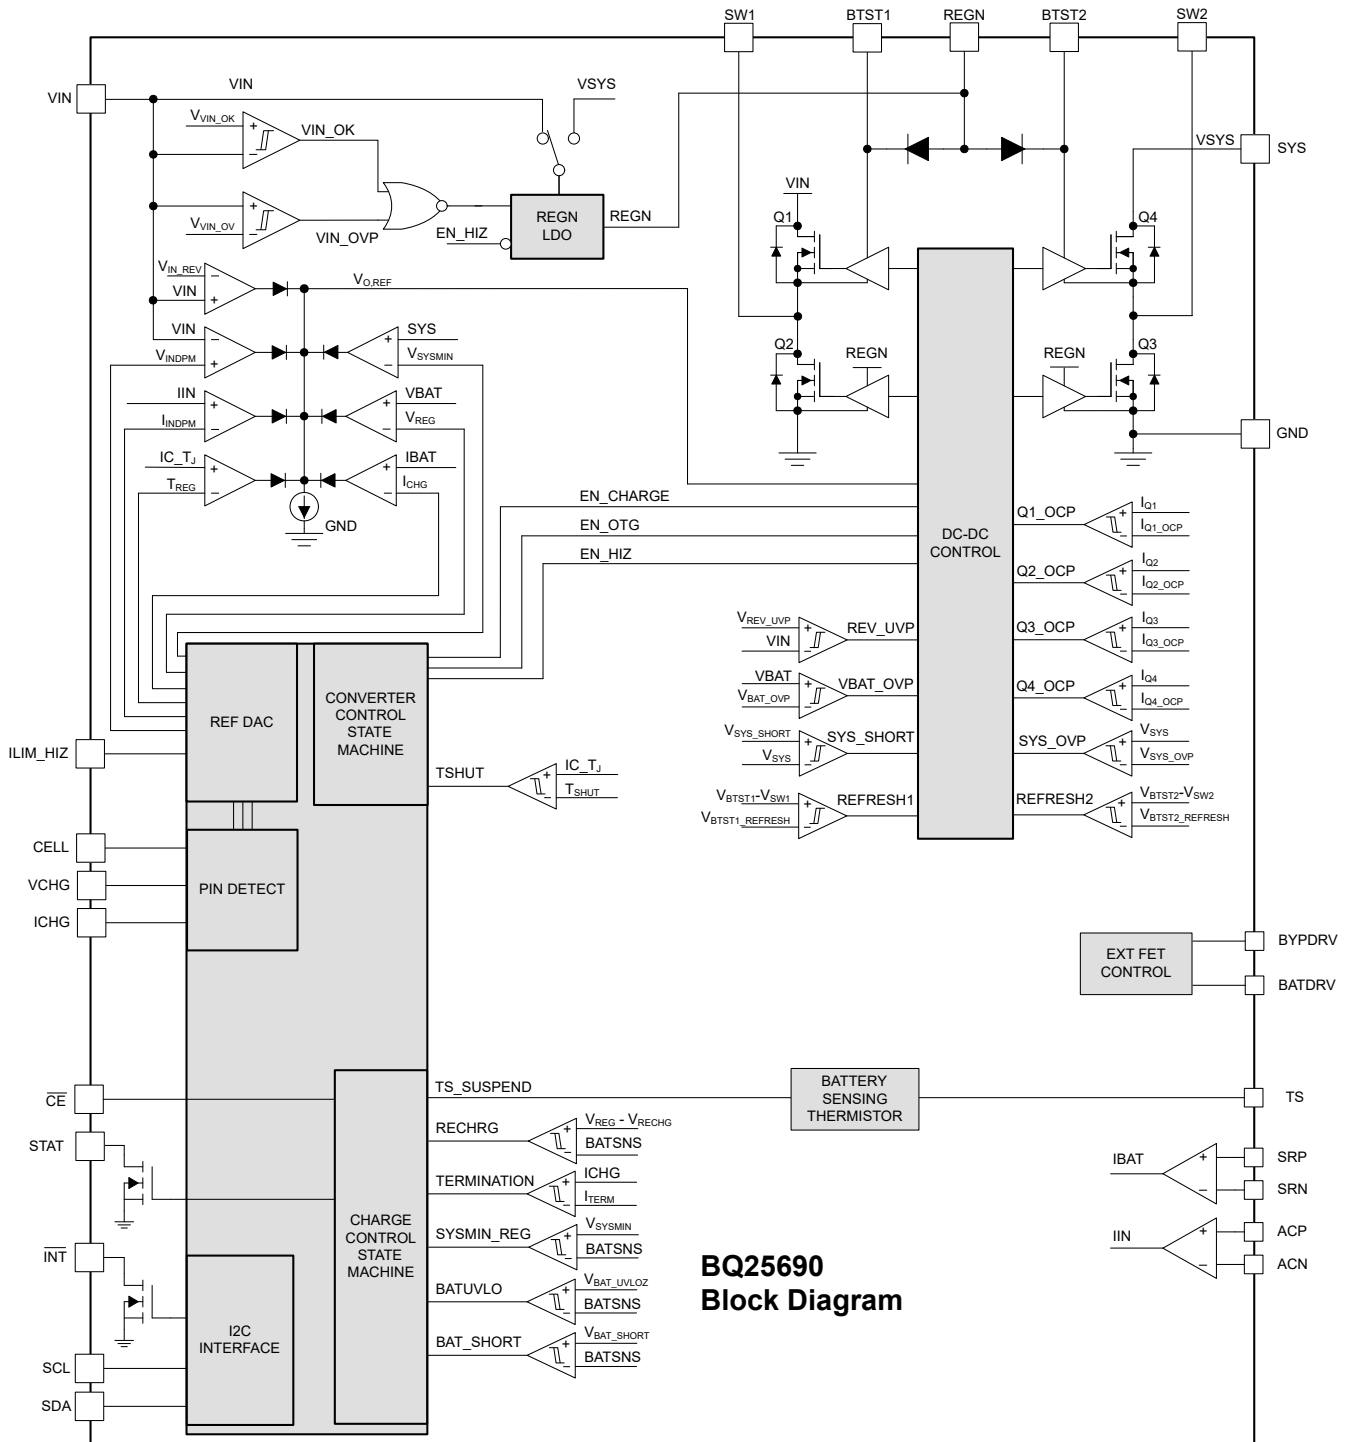 SW1
BTST1
REGN
BTST2
SW2
VIN
VIN
VSYS
V_VIN_OK
VIN_OK
V_VIN_OV
VIN_OVP
EN_HIZ
REGN
LDO
REGN
VSYS
SYS
VIN
Q1
Q4
V_IN_REV
VIN
V_O,REF
VIN
V_INDPM
SYS
V_SYSMIN
IIN
I_INDPM
VBAT
V_REG
IC_T_J
T_REG
IBAT
I_CHG
GND
Q2
REGN
REGN
Q3
GND
EN_CHARGE
EN_OTG
EN_HIZ
DC-DC
CONTROL
Q1_OCP
I_Q1
I_Q1_OCP
Q2_OCP
I_Q2
I_Q2_OCP
V_REV_UVP
VIN
REV_UVP
Q3_OCP
I_Q3
I_Q3_OCP
VBAT
V_BAT_OVP
VBAT_OVP
Q4_OCP
I_Q4
I_Q4_OCP
V_SYS_SHORT
V_SYS
SYS_SHORT
SYS_OVP
V_SYS
V_SYS_OVP
V_BTST1-V_SW1
V_BTST1_REFRESH
REFRESH1
REFRESH2
V_BTST2-V_SW2
V_BTST2_REFRESH
REF DAC
CONVERTER
CONTROL
STATE
MACHINE
ILIM_HIZ
TSHUT
IC_T_J
T_SHUT
CELL
VCHG
ICHG
PIN DETECT
EXT FET
CONTROL
BYPDRV
BATDRV
CE
STAT
INT
SCL
SDA
TS_SUSPEND
BATTERY
SENSING
THERMISTOR
TS
RECHRG
V_REG - V_RECHG
BATSNS
TERMINATION
ICHG
I_TERM
CHARGE
CONTROL
STATE
MACHINE
SYSMIN_REG
V_SYSMIN
BATSNS
BATUVLO
V_BAT_UVLOZ
BATSNS
BAT_SHORT
V_BAT_SHORT
BATSNS
I2C
INTERFACE
IBAT
SRP
SRN
IIN
ACP
ACN
BQ25690
Block Diagram